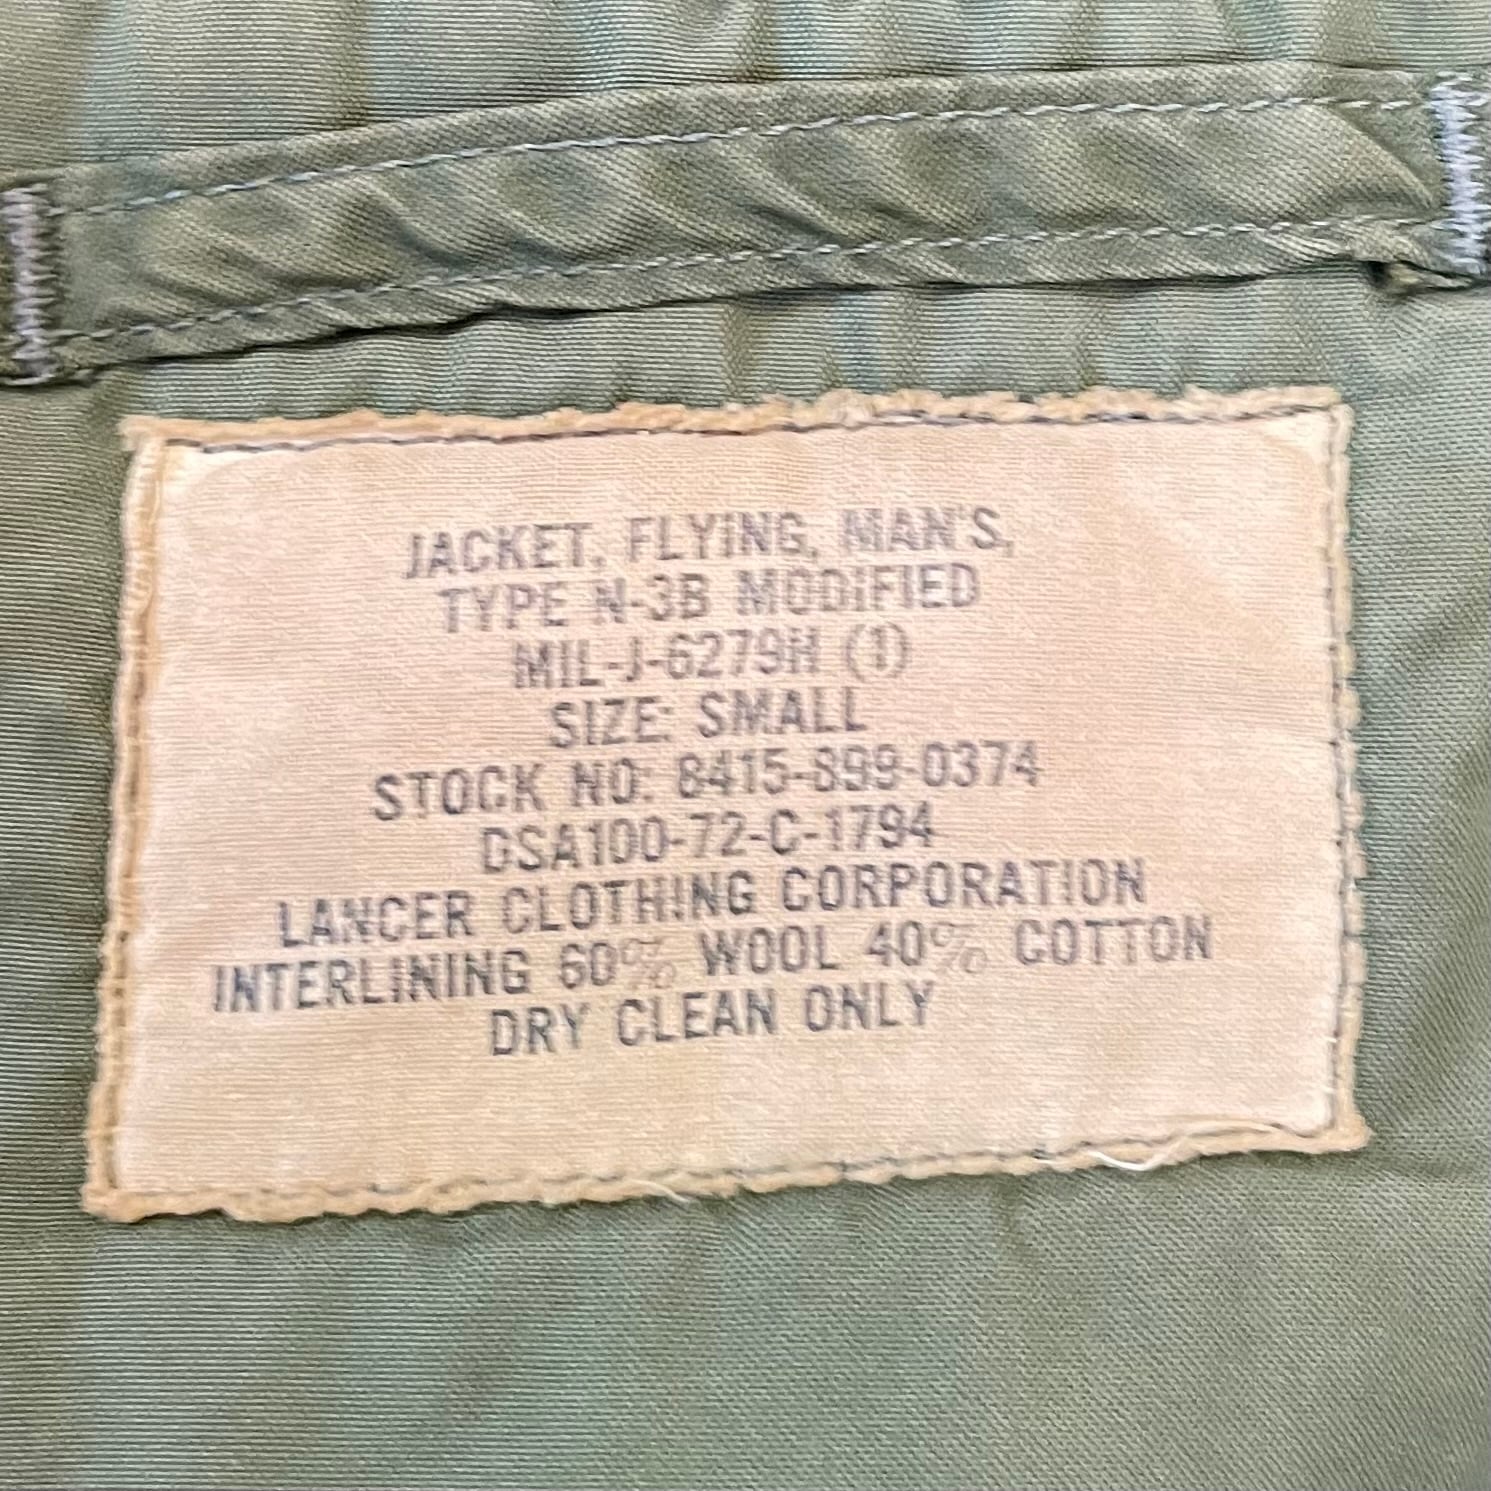 JACKET, FLYING, MAN'S,
TYPE N-3B MODIFIED
MIL-J-6279H (1)
SIZE: SMALL
STOCK NO: 8415-899-0374
DSA100-72-C-1794
LANCER CLOTHING CORPORATION
INTERLINING 60% WOOL 40% COTTON
DRY CLEAN ONLY